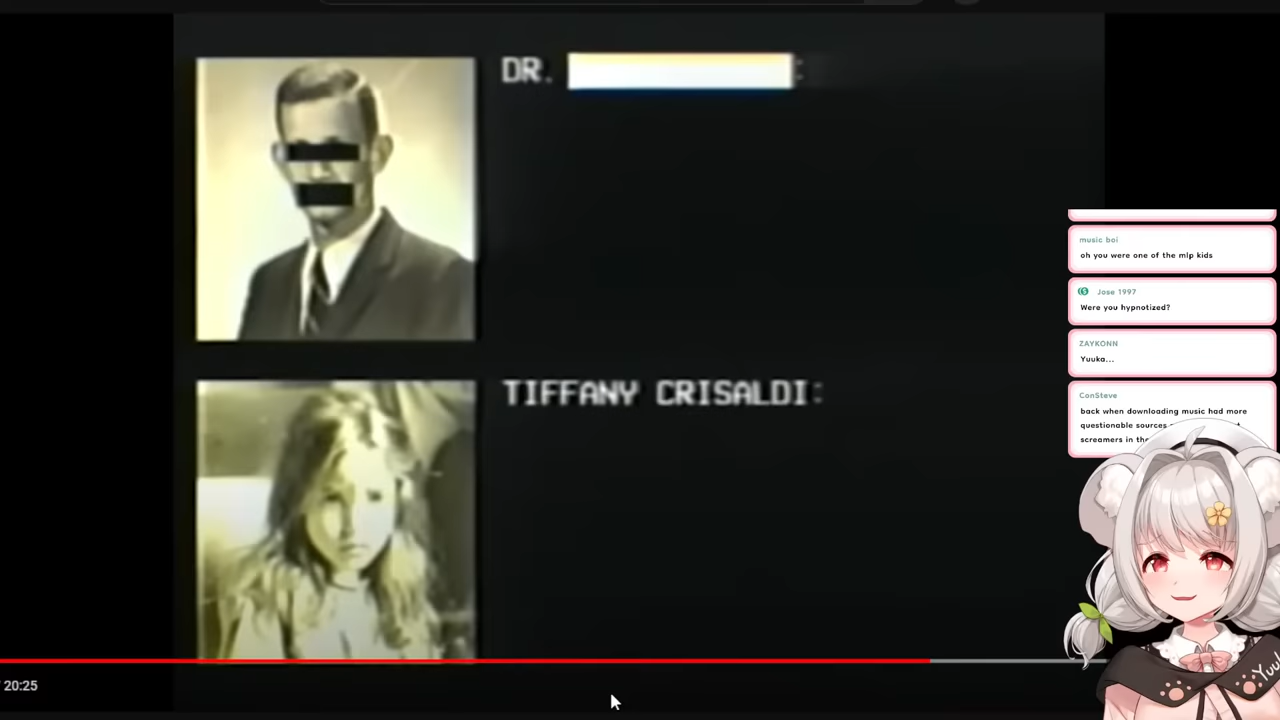 DR. :
TIFFANY CRISALDI:
20:25
music boi
oh you were one of the mlp kids
Jose 1997
Were you hypnotized?
ZAYKONN
Yuuka...
ConSteve
back when downloading music had more
questionable sources
screamers in the